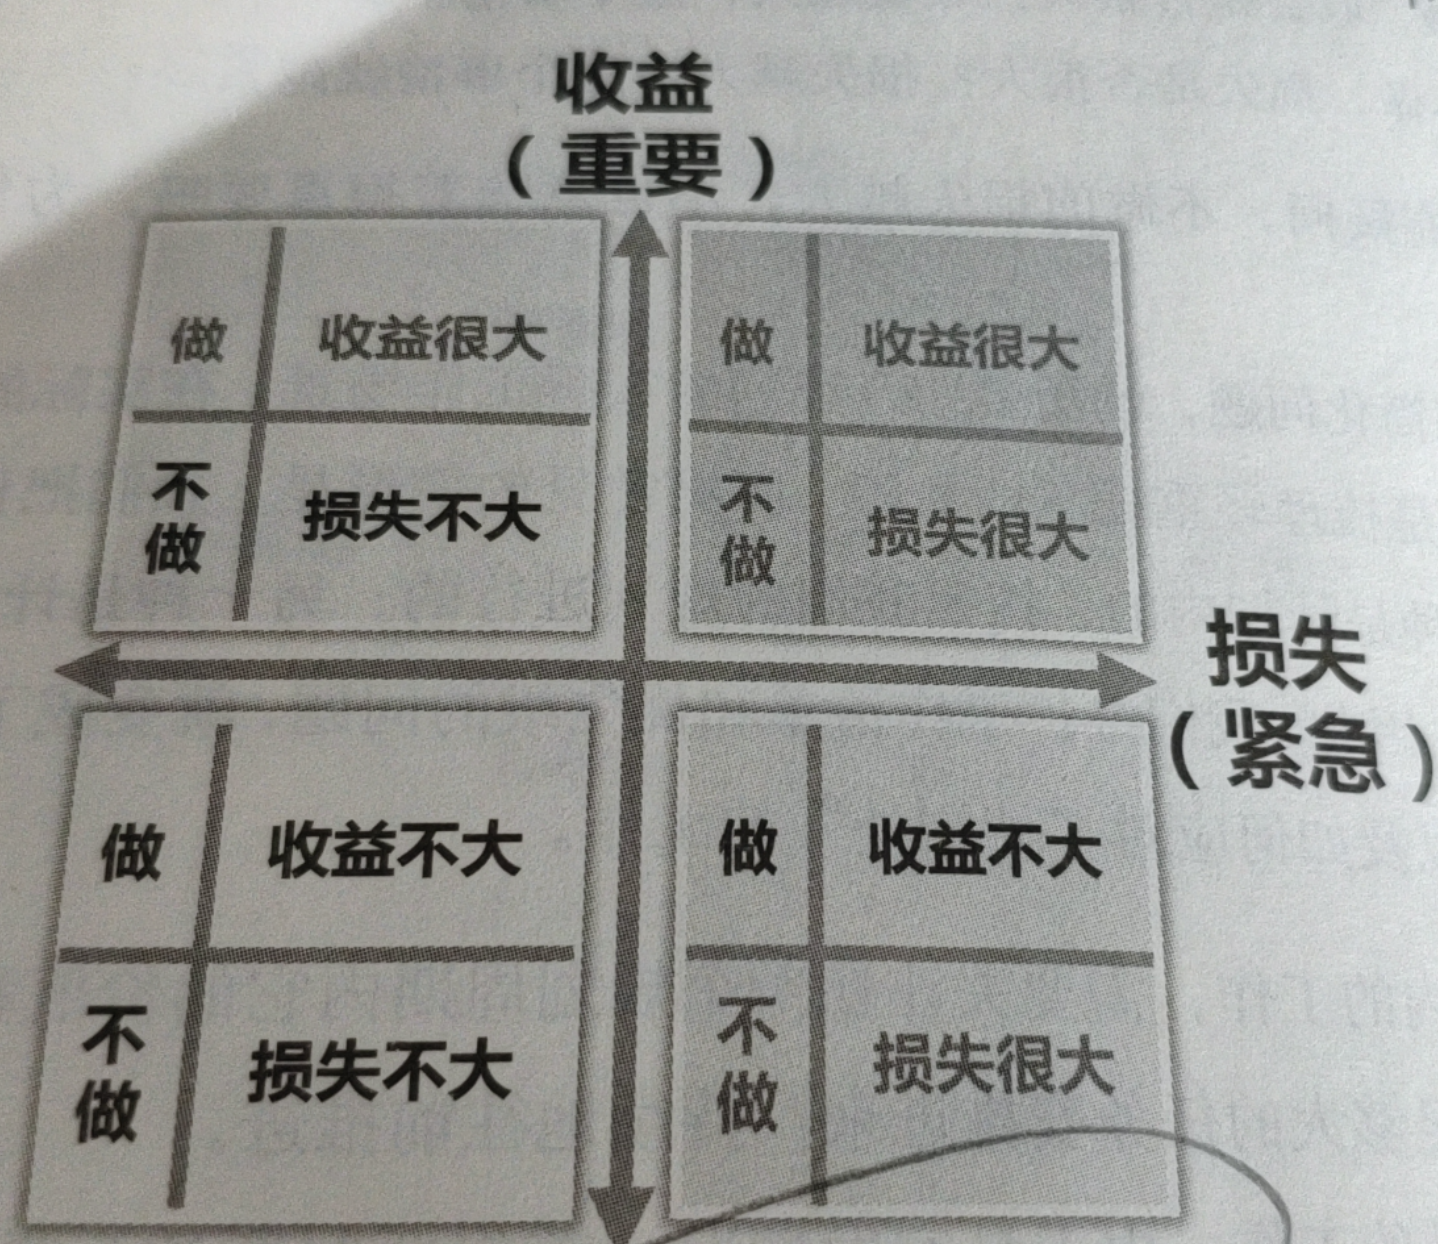 收益
（重要）
做 收益很大
不做 损失不大
做 收益很大
不做 损失很大
损失
（紧急）
做 收益不大
不做 损失不大
做 收益不大
不做 损失很大